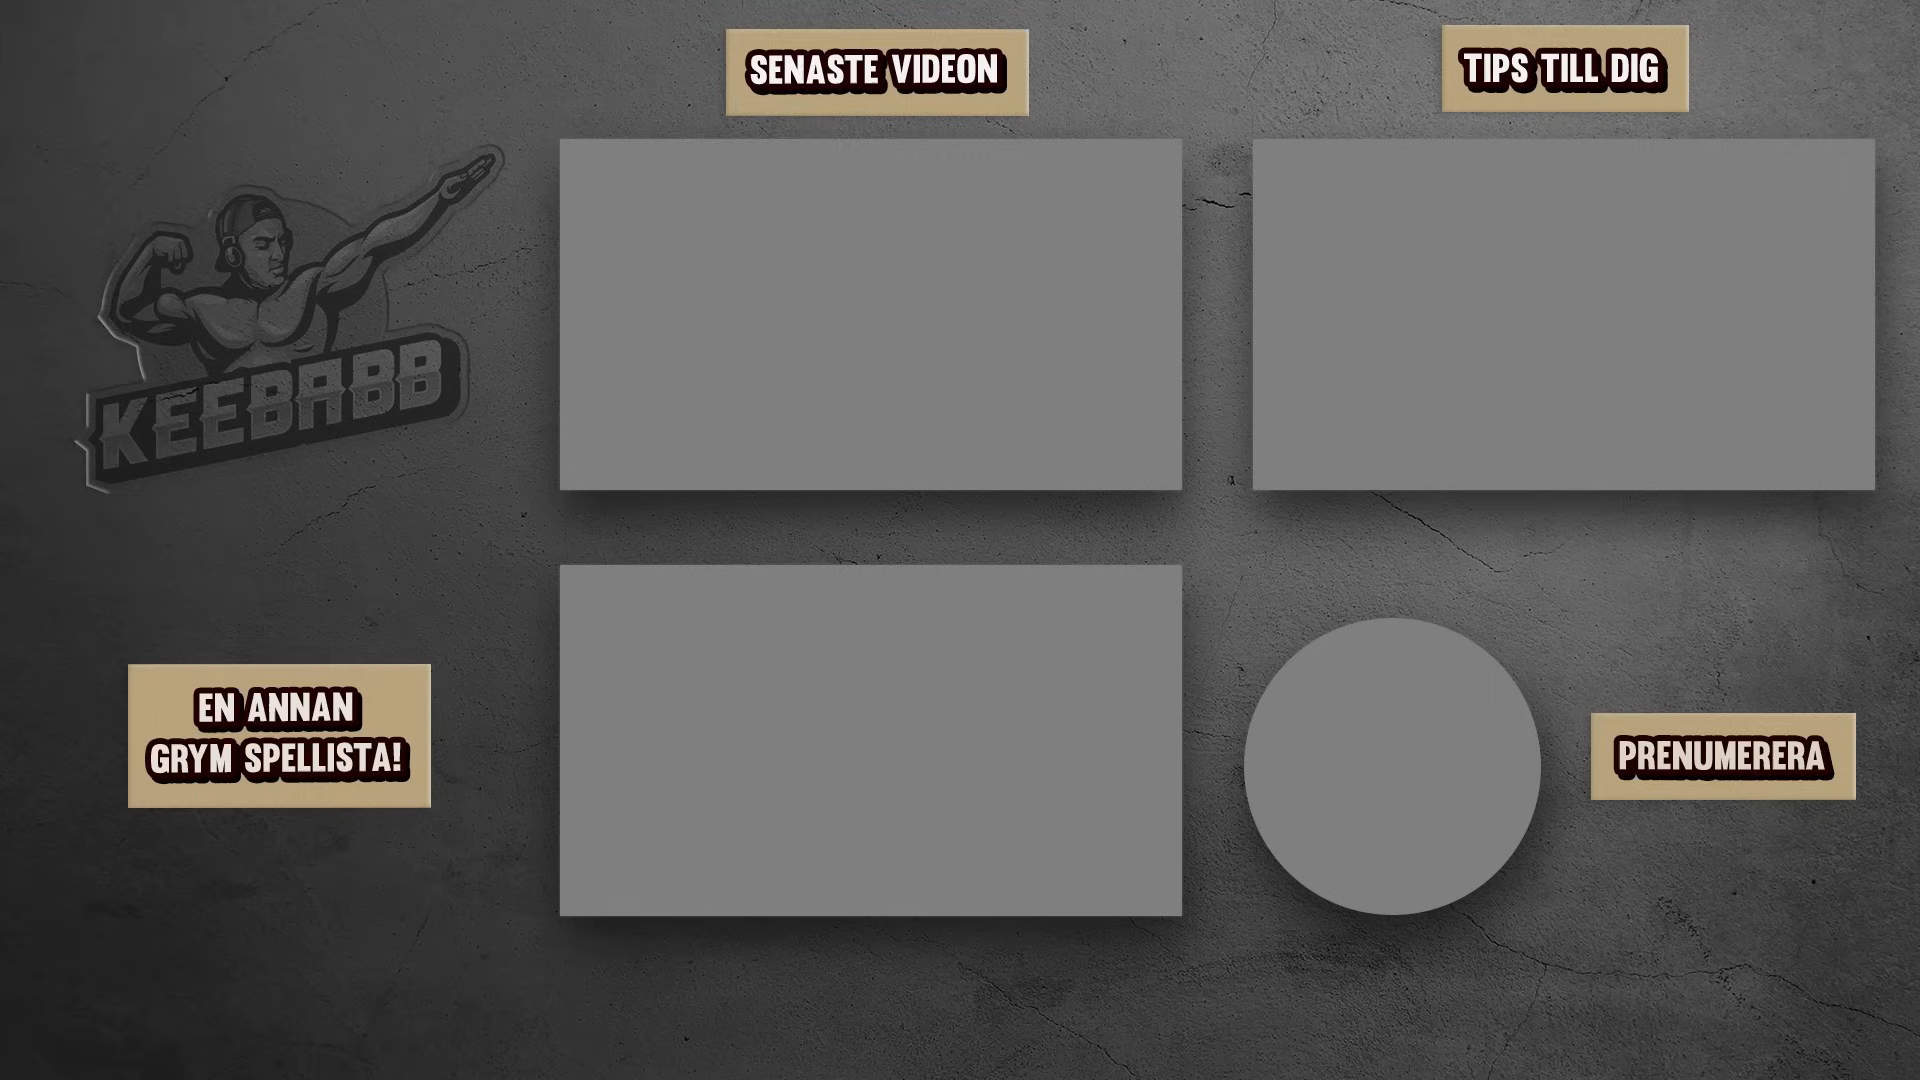 SENASTE VIDEON
TIPS TILL DIG
KEEBABB
EN ANNAN
GRYM SPELLISTA!
PRENUMERERA